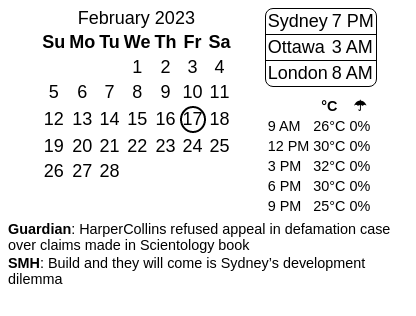 February 2023
Su Mo Tu We Th Fr Sa
1 2 3 4
5 6 7 8 9 10 11
12 13 14 15 16 17 18
19 20 21 22 23 24 25
26 27 28
Sydney 7 PM
Ottawa 3 AM
London 8 AM
°C ☂
9 AM 26°C 0%
12 PM 30°C 0%
3 PM 32°C 0%
6 PM 30°C 0%
9 PM 25°C 0%
Guardian: HarperCollins refused appeal in defamation case
over claims made in Scientology book
SMH: Build and they will come is Sydney’s development
dilemma